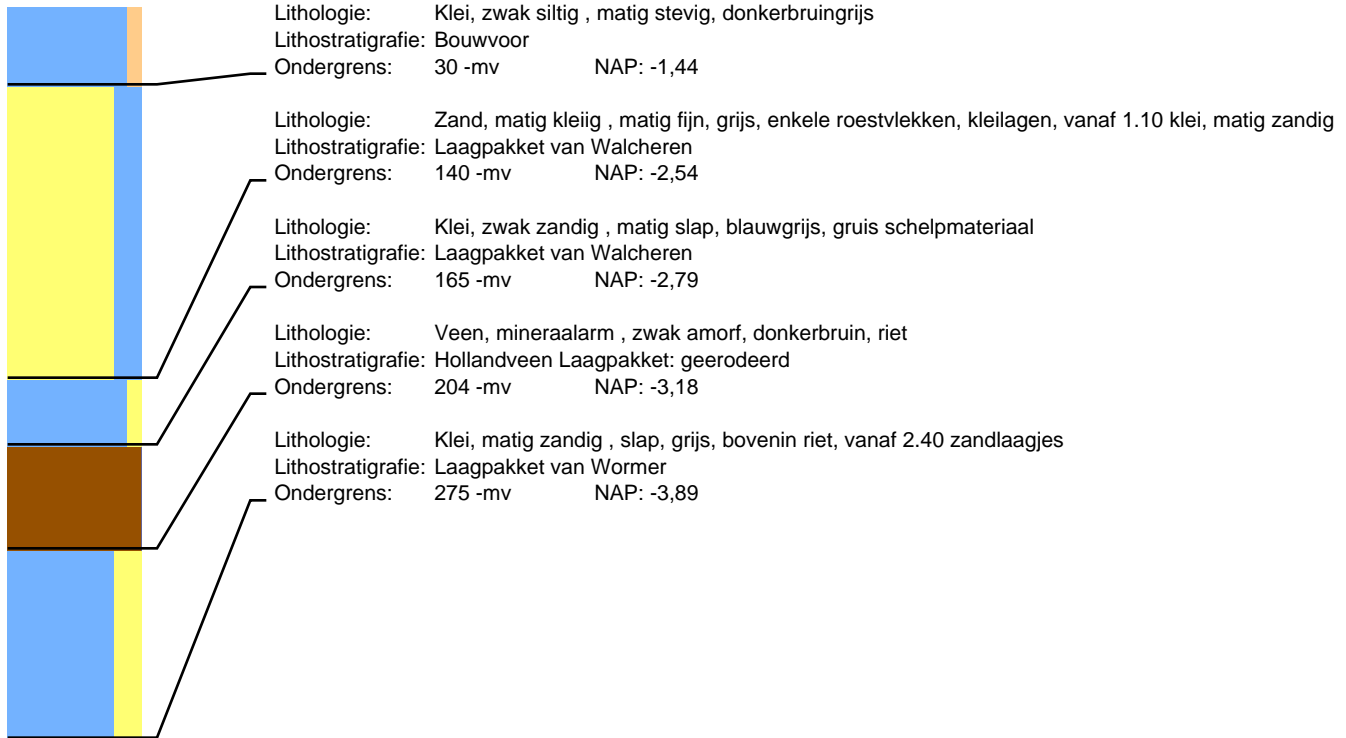 Lithologie: Klei, zwak siltig , matig stevig, donkerbruingrijs
Lithostratigrafie: Bouwvoor
Ondergrens: 30 -mv NAP: -1,44
Lithologie: Zand, matig kleiig , matig fijn, grijs, enkele roestvlekken, kleilagen, vanaf 1.10 klei, matig zandig
Lithostratigrafie: Laagpakket van Walcheren
Ondergrens: 140 -mv NAP: -2,54
Lithologie: Klei, zwak zandig , matig slap, blauwgrijs, gruis schelpmateriaal
Lithostratigrafie: Laagpakket van Walcheren
Ondergrens: 165 -mv NAP: -2,79
Lithologie: Veen, mineraalarm , zwak amorf, donkerbruin, riet
Lithostratigrafie: Hollandveen Laagpakket: geerodeerd
Ondergrens: 204 -mv NAP: -3,18
Lithologie: Klei, matig zandig , slap, grijs, bovenin riet, vanaf 2.40 zandlaagjes
Lithostratigrafie: Laagpakket van Wormer
Ondergrens: 275 -mv NAP: -3,89